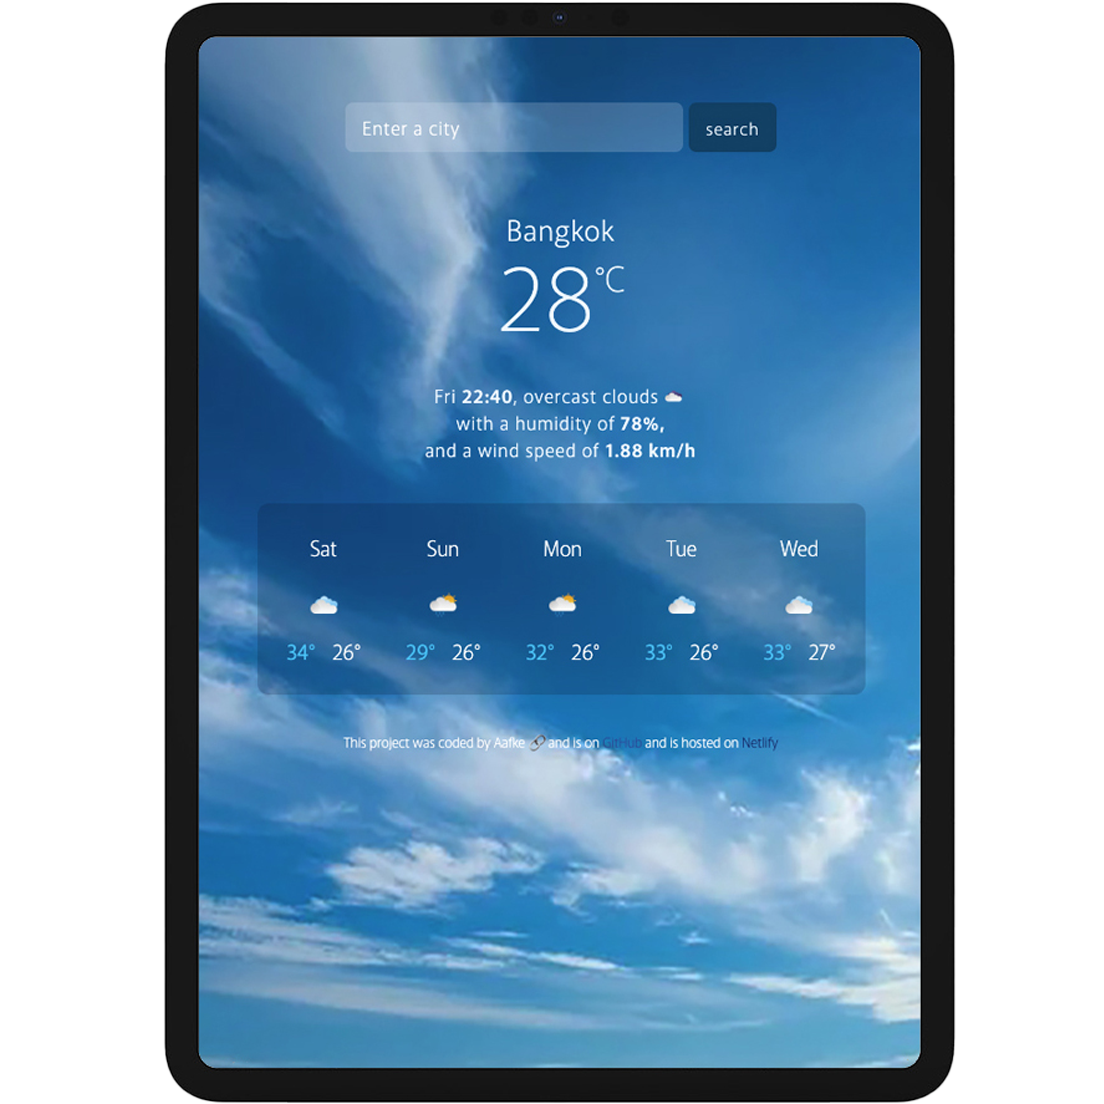 Enter a city
search
Bangkok
28°C
Fri 22:40, overcast clouds
with a humidity of 78%,
and a wind speed of 1.88 km/h
Sat Sun Mon Tue Wed
34° 26° 29° 26° 32° 26° 33° 26° 33° 27°
This project was coded by Aafke and is on GitHub and is hosted on Netlify